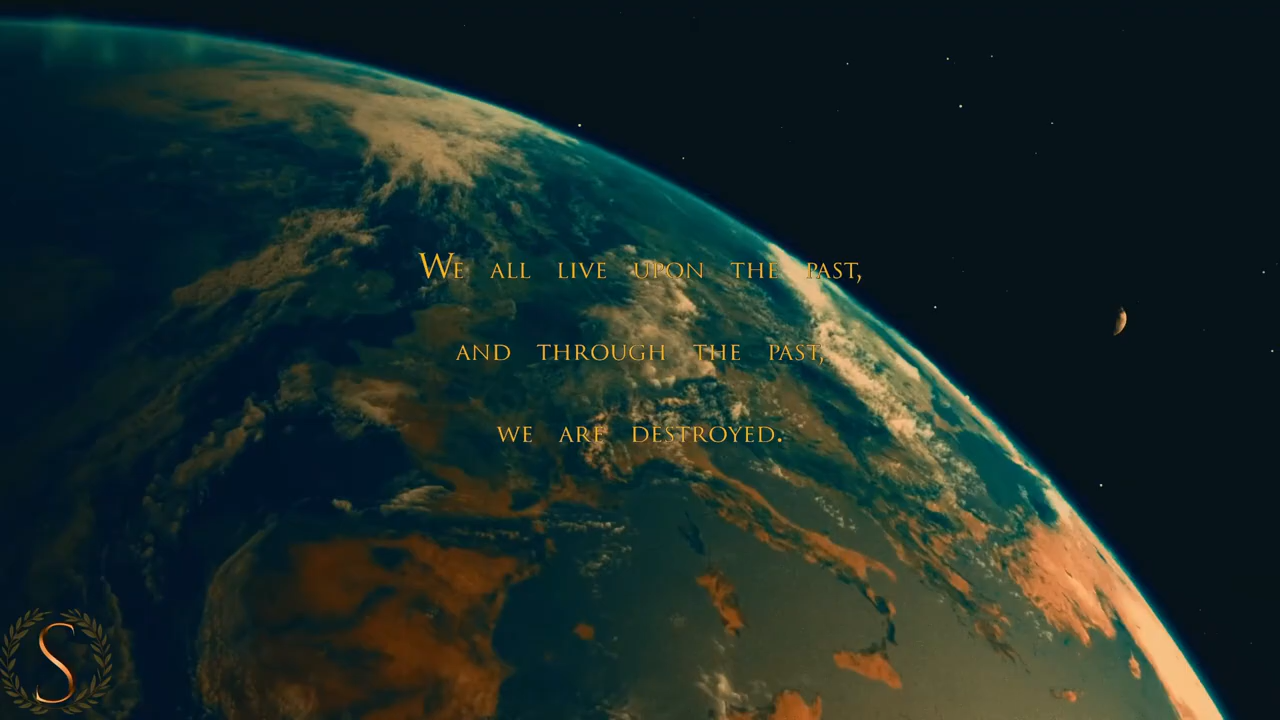 We all live upon the past,
and through the past,
we are destroyed.
S